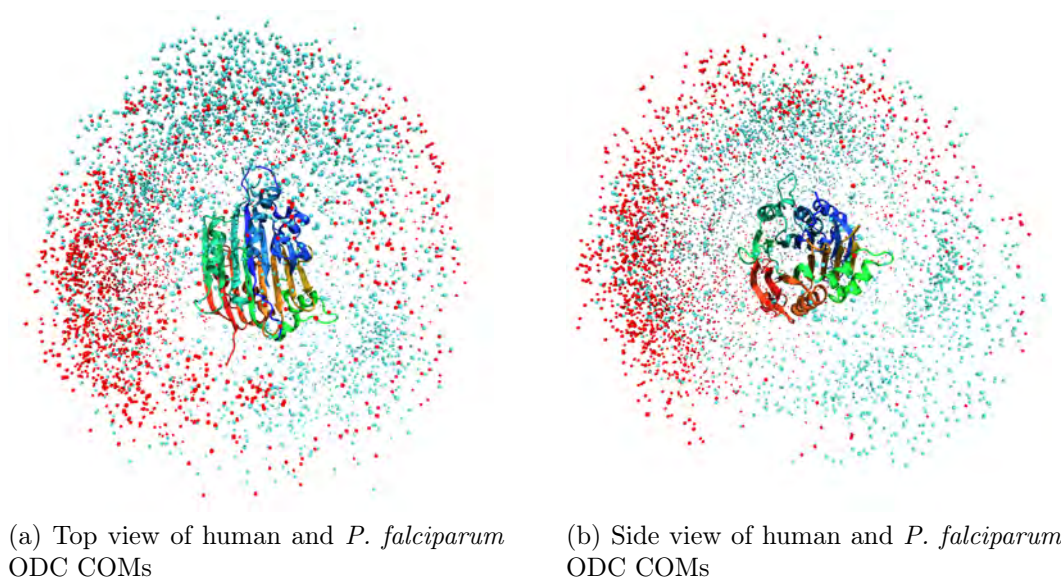 (a) Top view of human and P. falciparum
ODC COMs
(b) Side view of human and P. falciparum
ODC COMs